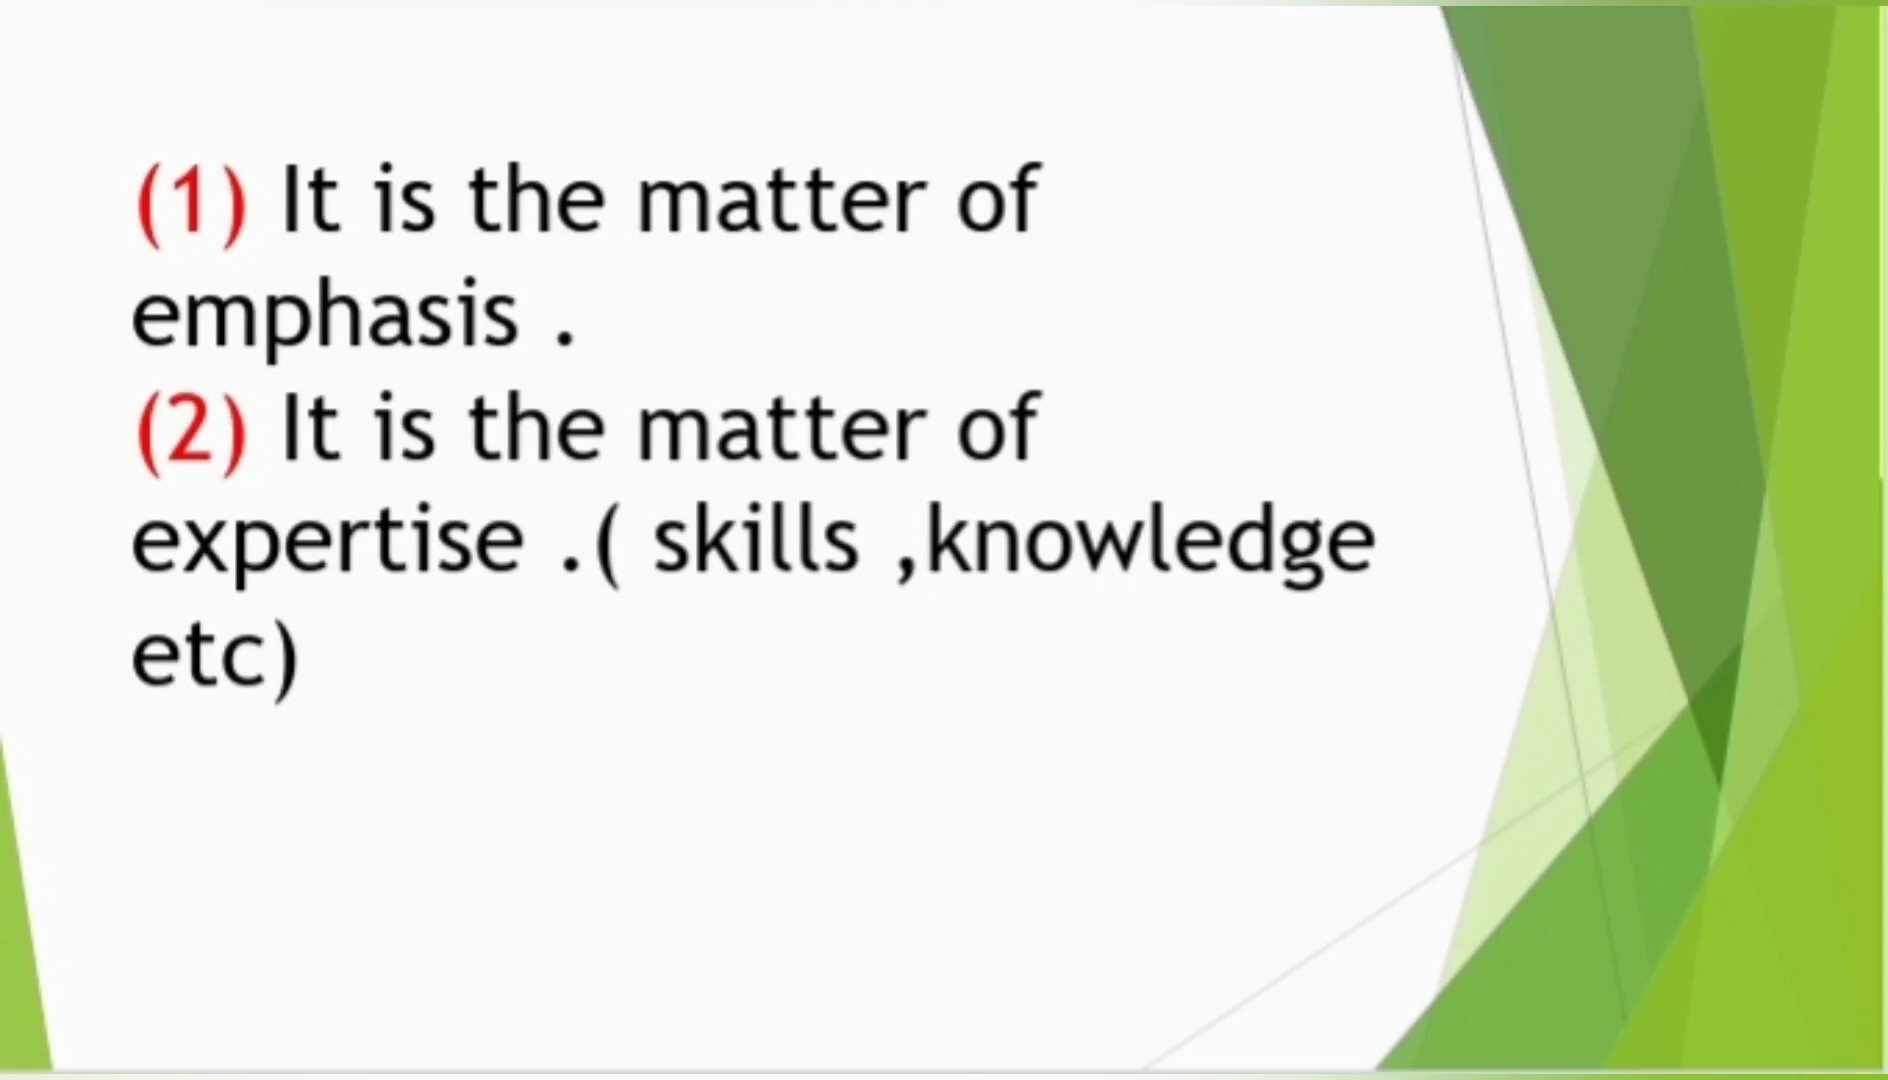 (1) It is the matter of
emphasis .
(2) It is the matter of
expertise .( skills ,knowledge
etc)